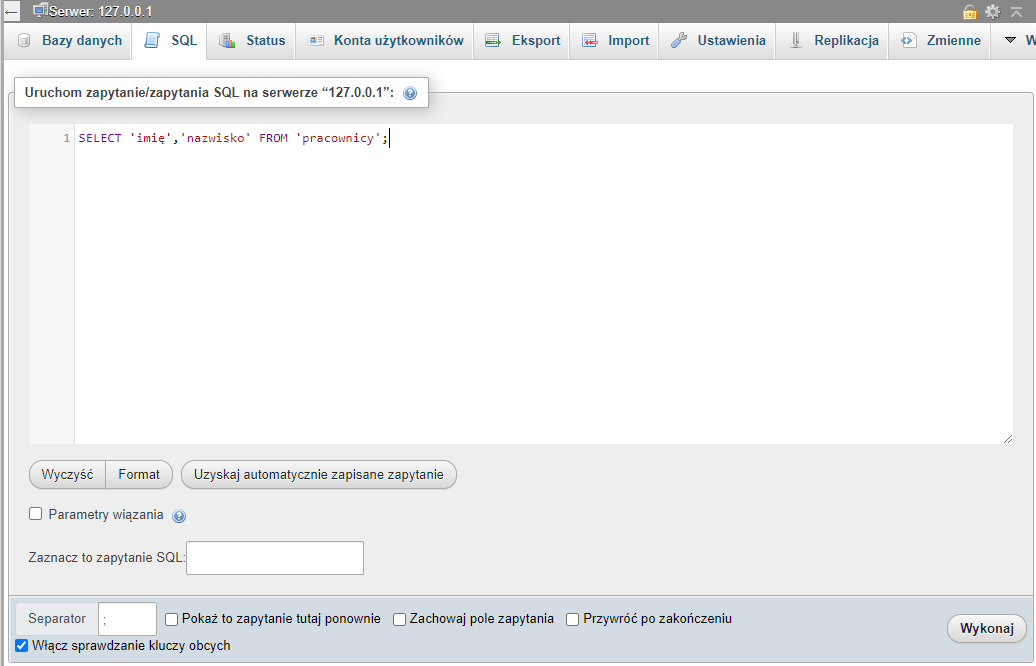 Serwer: 127.0.0.1
Bazy danych SQL Status Konta użytkowników Eksport Import Ustawienia Replikacja Zmienne W
Uruchom zapytanie/zapytania SQL na serwerze “127.0.0.1”:
1 SELECT 'imię','nazwisko' FROM 'pracownicy';
Wyczyść Format Uzyskaj automatycznie zapisane zapytanie
Parametry wiązania
Zaznacz to zapytanie SQL:
Separator ; Pokaż to zapytanie tutaj ponownie Zachowaj pole zapytania Przywróć po zakończeniu
Wykonaj
Włącz sprawdzanie kluczy obcych